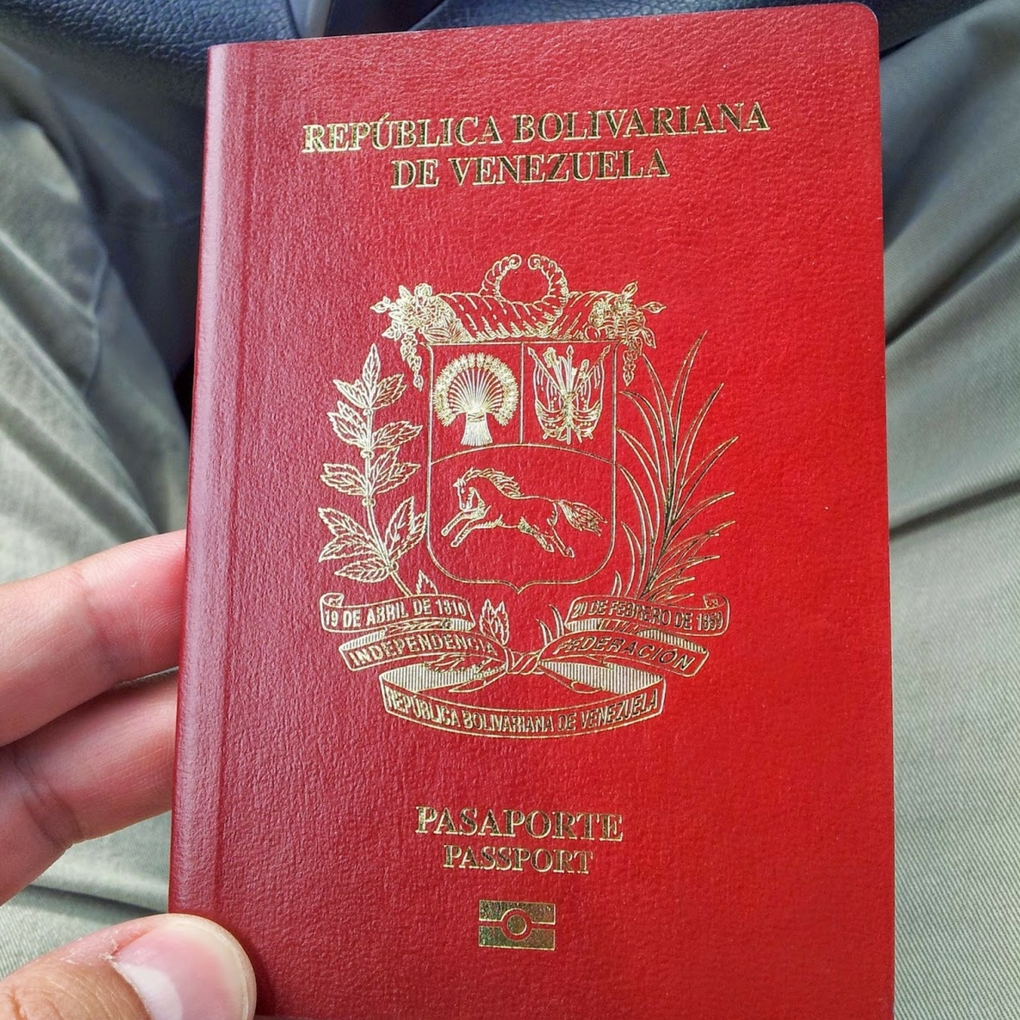 REPÚBLICA BOLIVARIANA
DE VENEZUELA
19 DE ABRIL DE 1810
20 DE FEBRERO DE 1859
INDEPENDENCIA
FEDERACIÓN
REPÚBLICA BOLIVARIANA DE VENEZUELA
PASAPORTE
PASSPORT